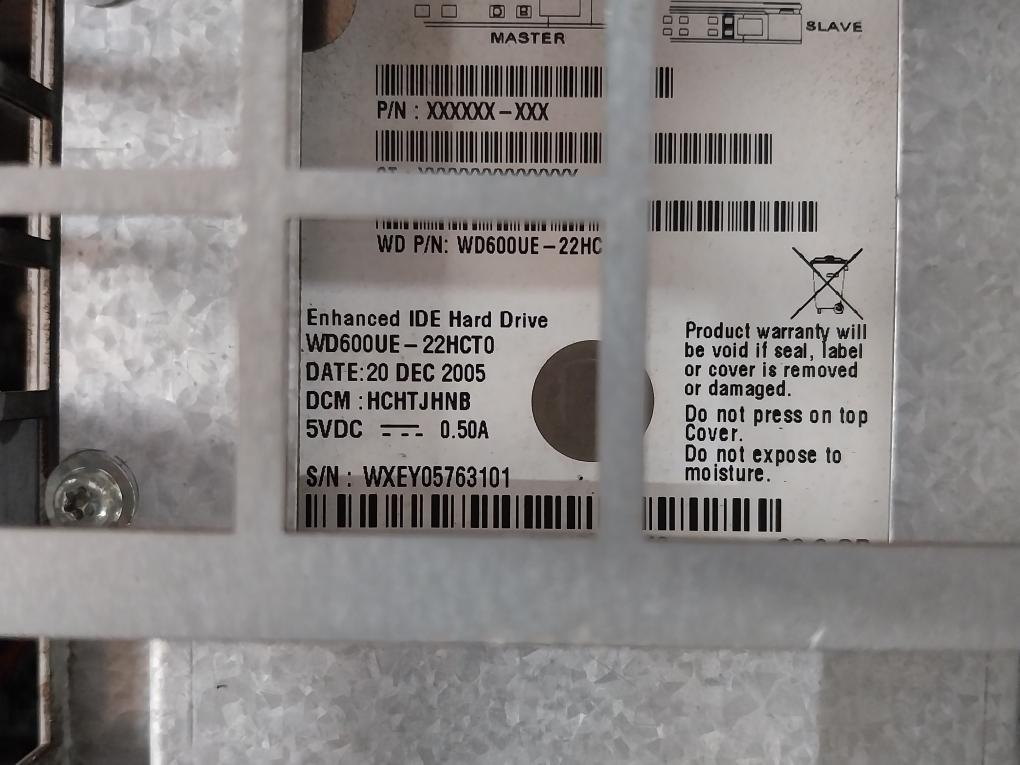 MASTER
SLAVE
P/N : XXXXXX-XXX
WD P/N: WD600UE-22HC
Enhanced IDE Hard Drive
WD600UE-22HCT0
DATE:20 DEC 2005
DCM :HCHTJHNB
5VDC 0.50A
S/N : WXEY05763101
Product warranty will
be void if seal, label
or cover is removed
or damaged.
Do not press on top
Cover.
Do not expose to
moisture.